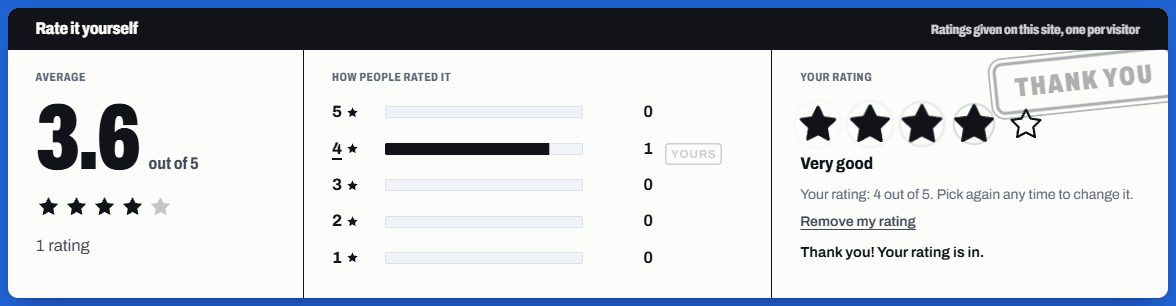 Rate it yourself
Ratings given on this site, one per visitor
AVERAGE
3.6 out of 5
1 rating
HOW PEOPLE RATED IT
5 ★ 0
4 ★ 1 YOURS
3 ★ 0
2 ★ 0
1 ★ 0
YOUR RATING
THANK YOU
Very good
Your rating: 4 out of 5. Pick again any time to change it.
Remove my rating
Thank you! Your rating is in.